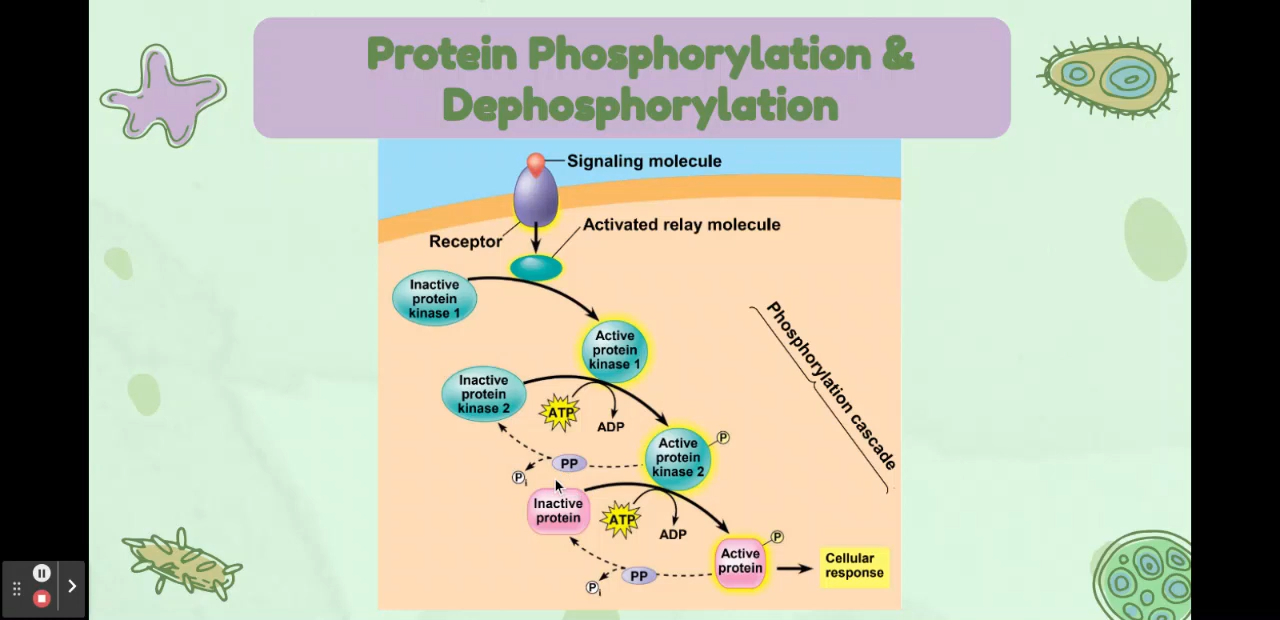 Protein Phosphorylation &
Dephosphorylation
Signaling molecule
Receptor
Activated relay molecule
Inactive
protein
kinase 1
Active
protein
kinase 1
Inactive
protein
kinase 2
ATP
ADP
Active
protein
kinase 2
P
PP
P i
Inactive
protein
ATP
ADP
Active
protein
P
PP
P i
Cellular
response
Phosphorylation cascade